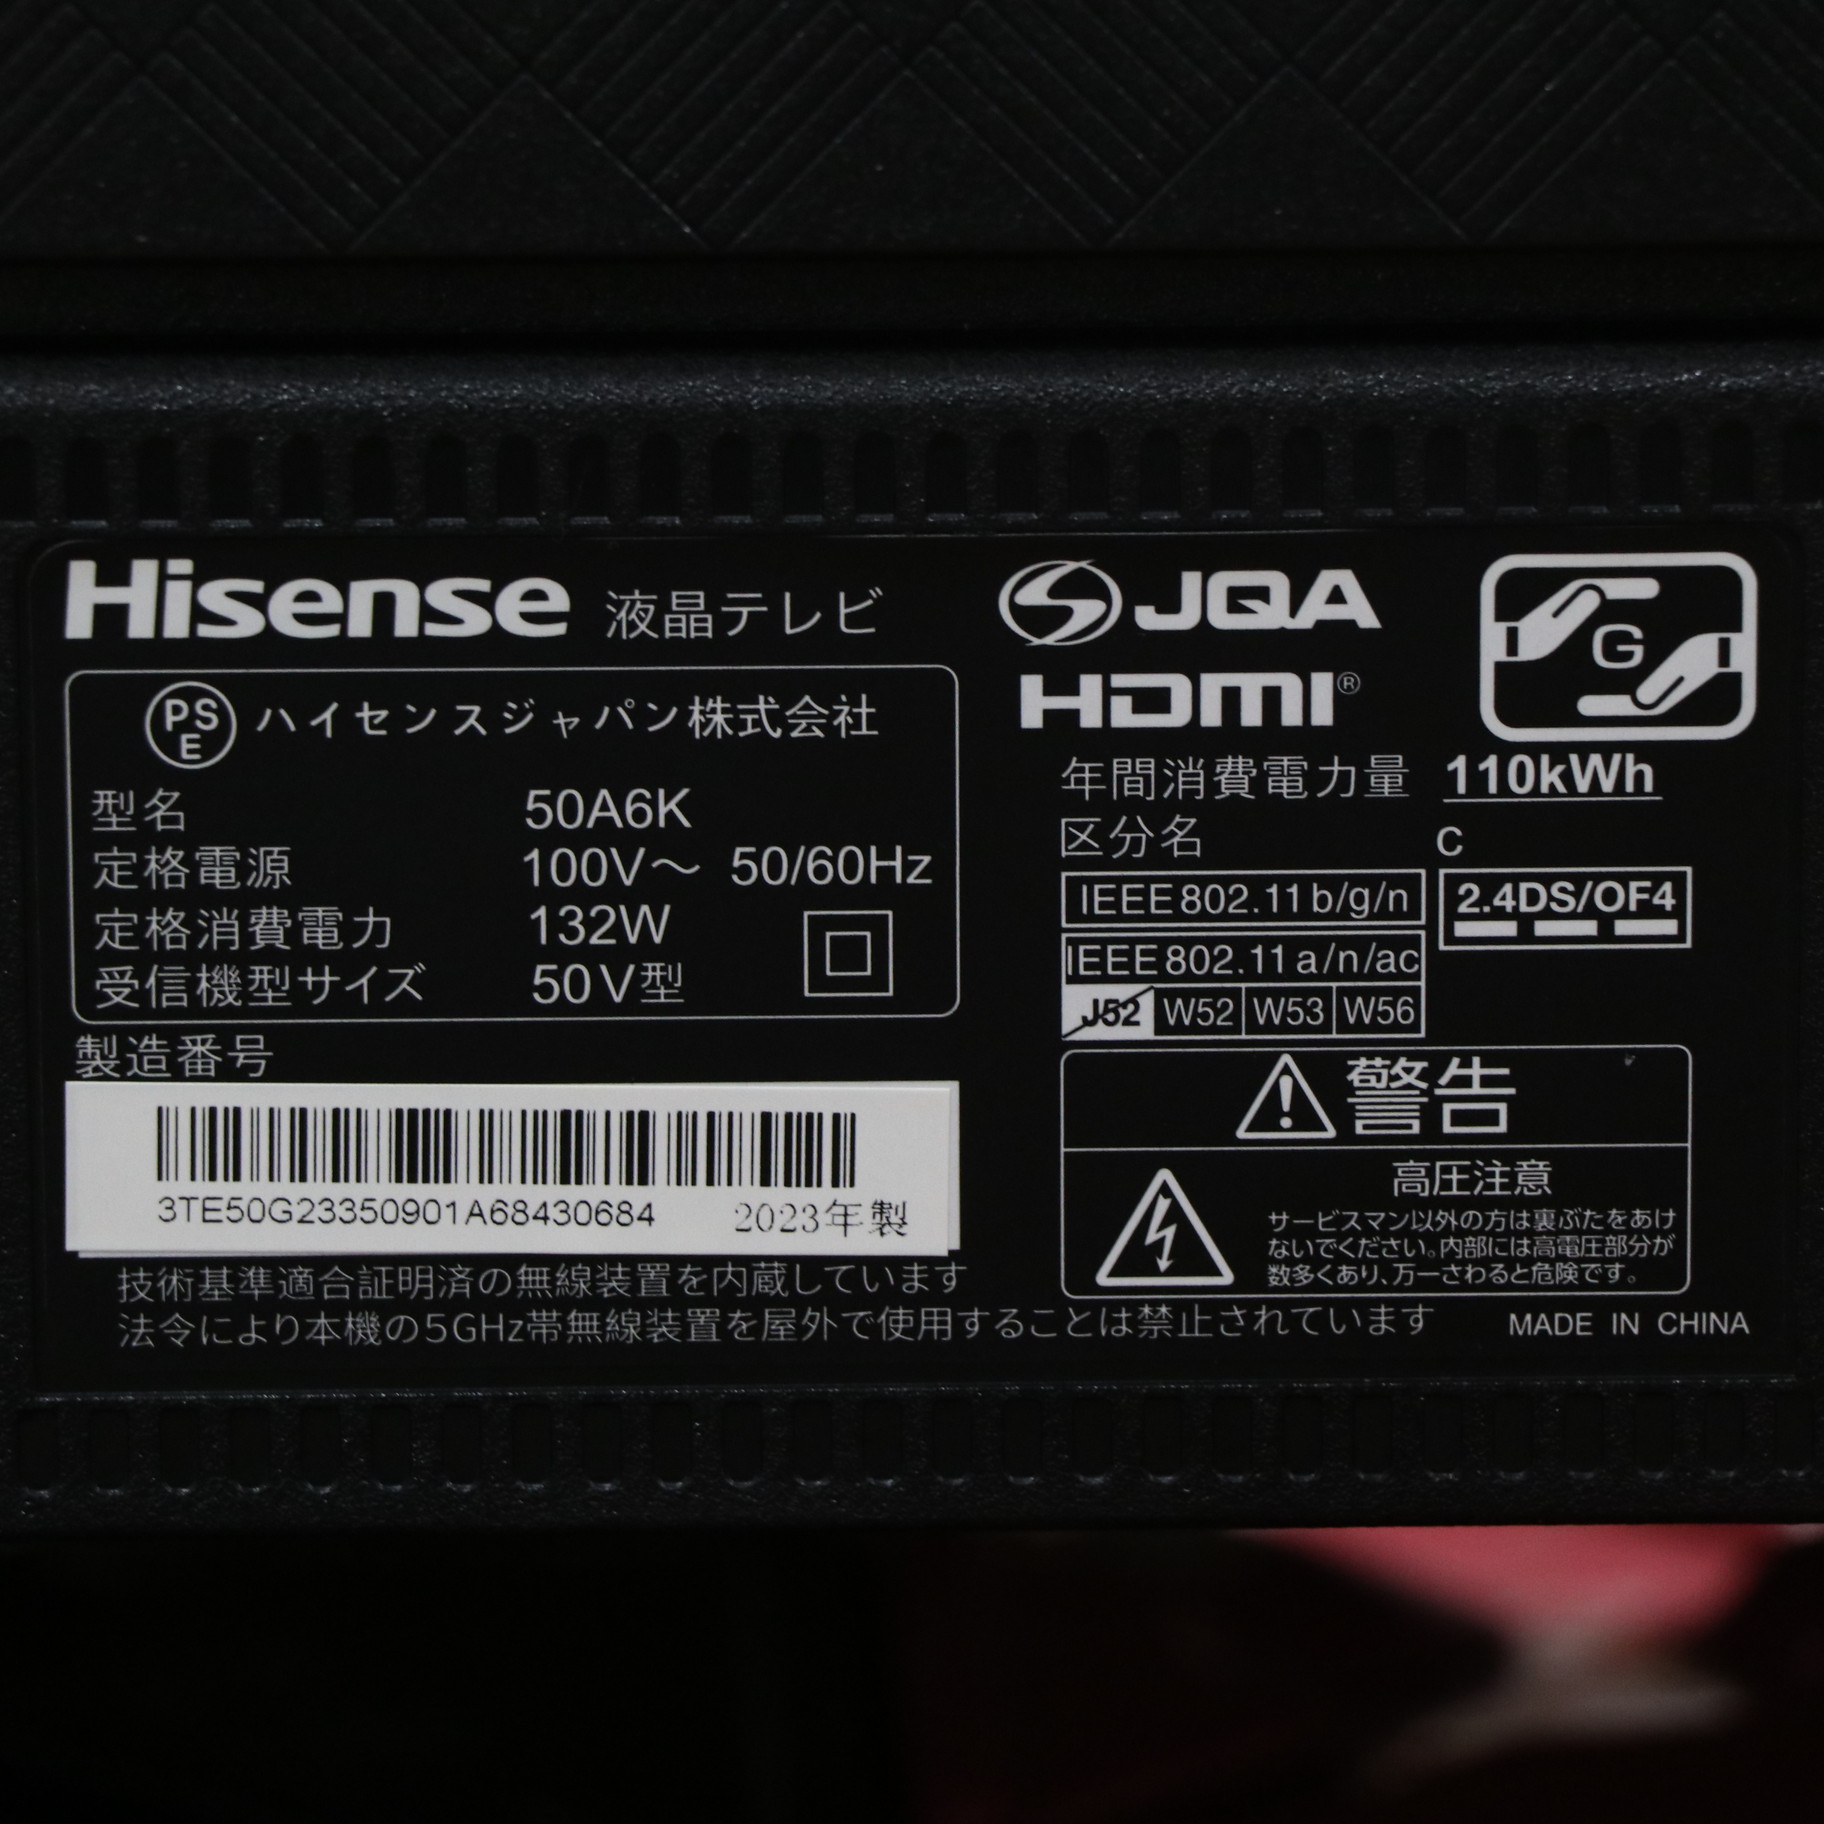 Hisense 液晶テレビ
PSE ハイセンスジャパン株式会社
型名 50A6K
定格電源 100V～ 50/60Hz
定格消費電力 132W
受信機型サイズ 50V型
製造番号
3TE50G23350901A68430684 2023年製
技術基準適合証明済の無線装置を内蔵しています
法令により本機の5GHz帯無線装置を屋外で使用することは禁止されています
JQA
HDMI®
G
年間消費電力量 110kWh
区分名 C
IEEE802.11b/g/n 2.4DS/OF4
IEEE802.11a/n/ac
J52 W52 W53 W56
警告
高圧注意
サービスマン以外の方は裏ぶたをあけ
ないでください。内部には高電圧部分が
数多くあり、万一さわると危険です。
MADE IN CHINA